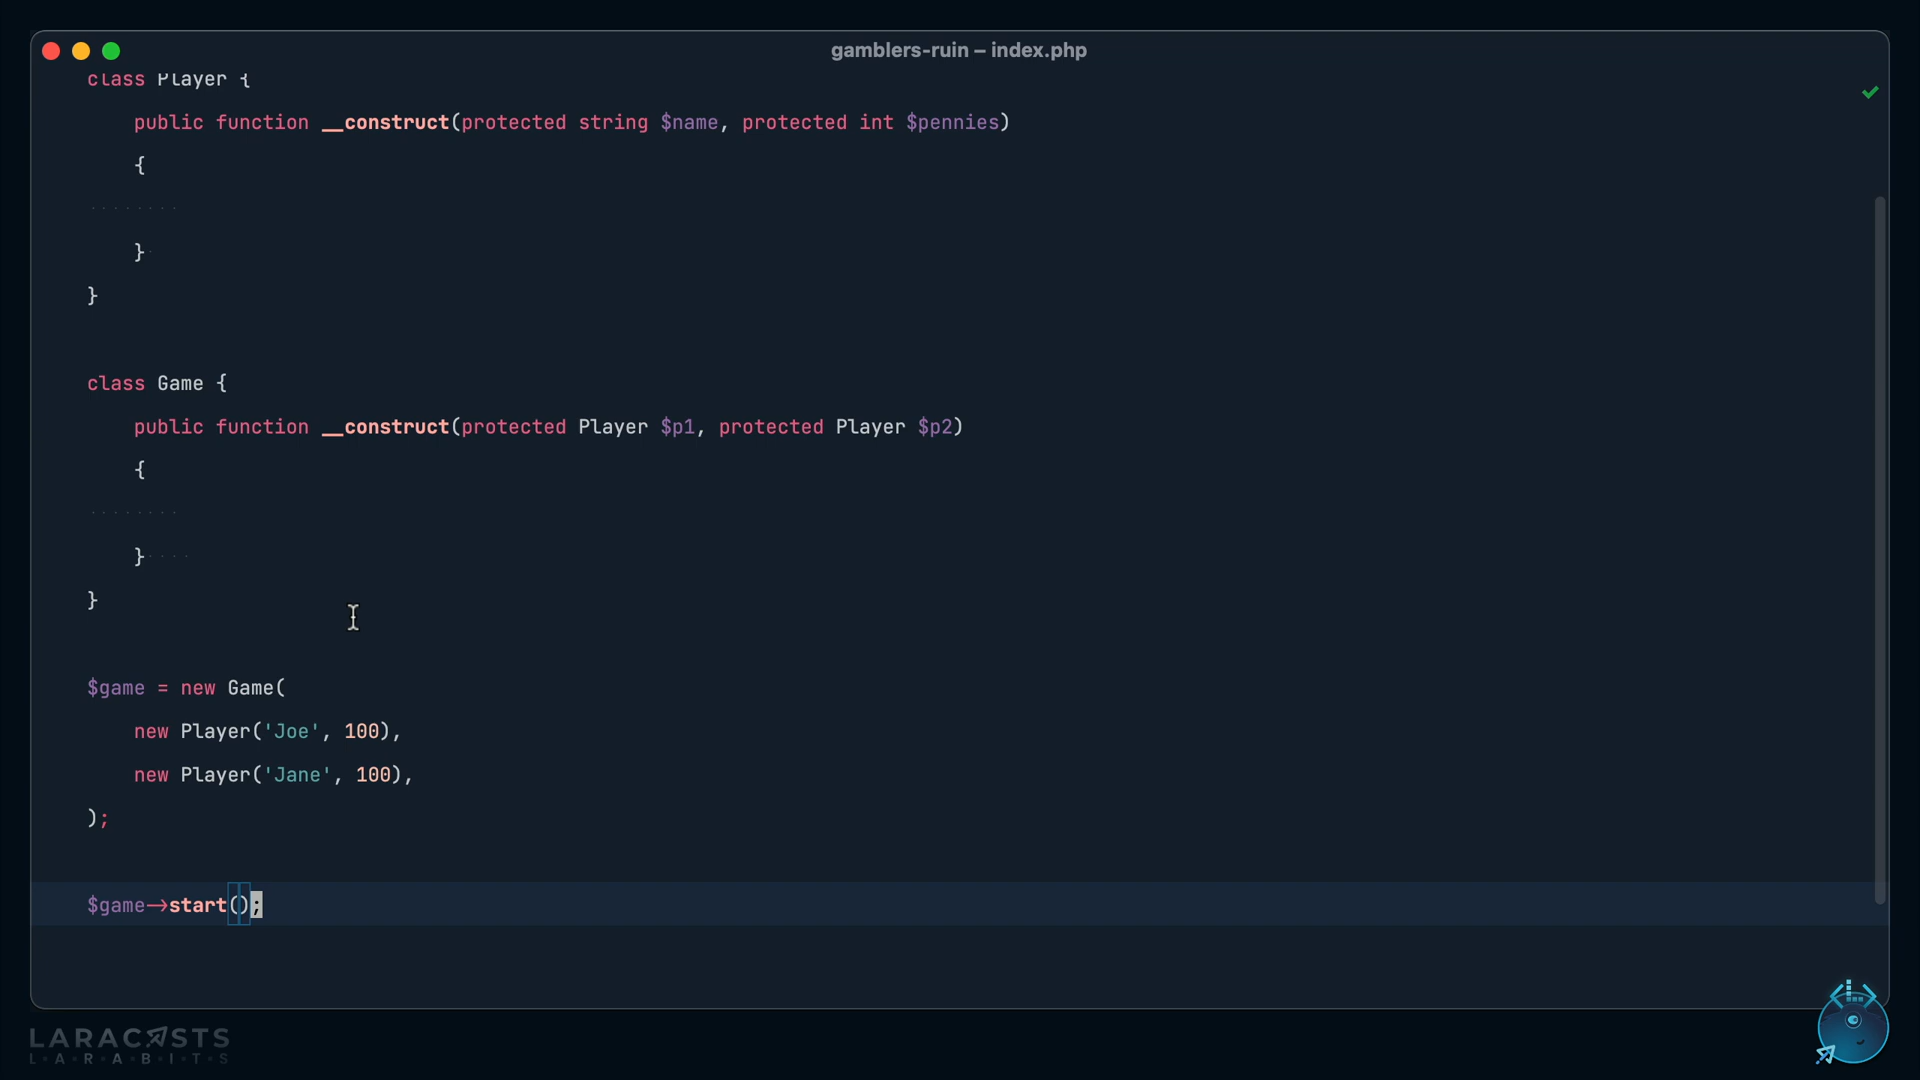 gamblers-ruin – index.php
class Player {
    public function __construct(protected string $name, protected int $pennies)
    {
    }
}
class Game {
    public function __construct(protected Player $p1, protected Player $p2)
    {
    }
}
$game = new Game(
    new Player('Joe', 100),
    new Player('Jane', 100),
);
$game->start();
LARACASTS
L·A·R·A·B·I·T·S